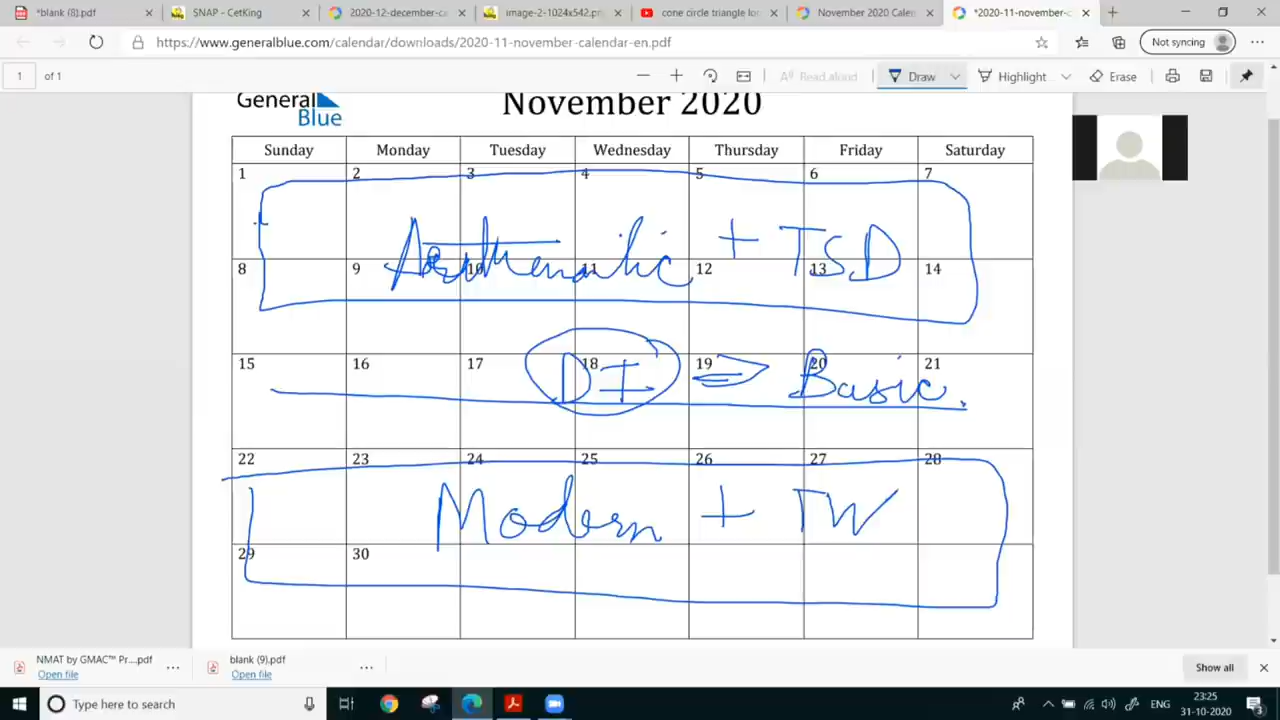 *blank (8).pdf
SNAP - CetKing
2020-12-december-ca
image-2-1024x542.pn
cone circle triangle lo
November 2020 Cale
*2020-11-november-c
https://www.generalblue.com/calendar/downloads/2020-11-november-calendar-en.pdf
Not syncing
1 of 1
Read aloud
Draw
Highlight
Erase
General Blue
November 2020
Sunday Monday Tuesday Wednesday Thursday Friday Saturday
1 2 3 4 5 6 7
Arithematic + TSD
8 9 10 11 12 13 14
15 16 17 18 19 20 21
DI ⇒ Basic.
22 23 24 25 26 27 28
Modern + TW
29 30
NMAT by GMAC™ Pr....pdf
Open file
blank (9).pdf
Open file
Show all
Type here to search
ENG
23:25
31-10-2020
3